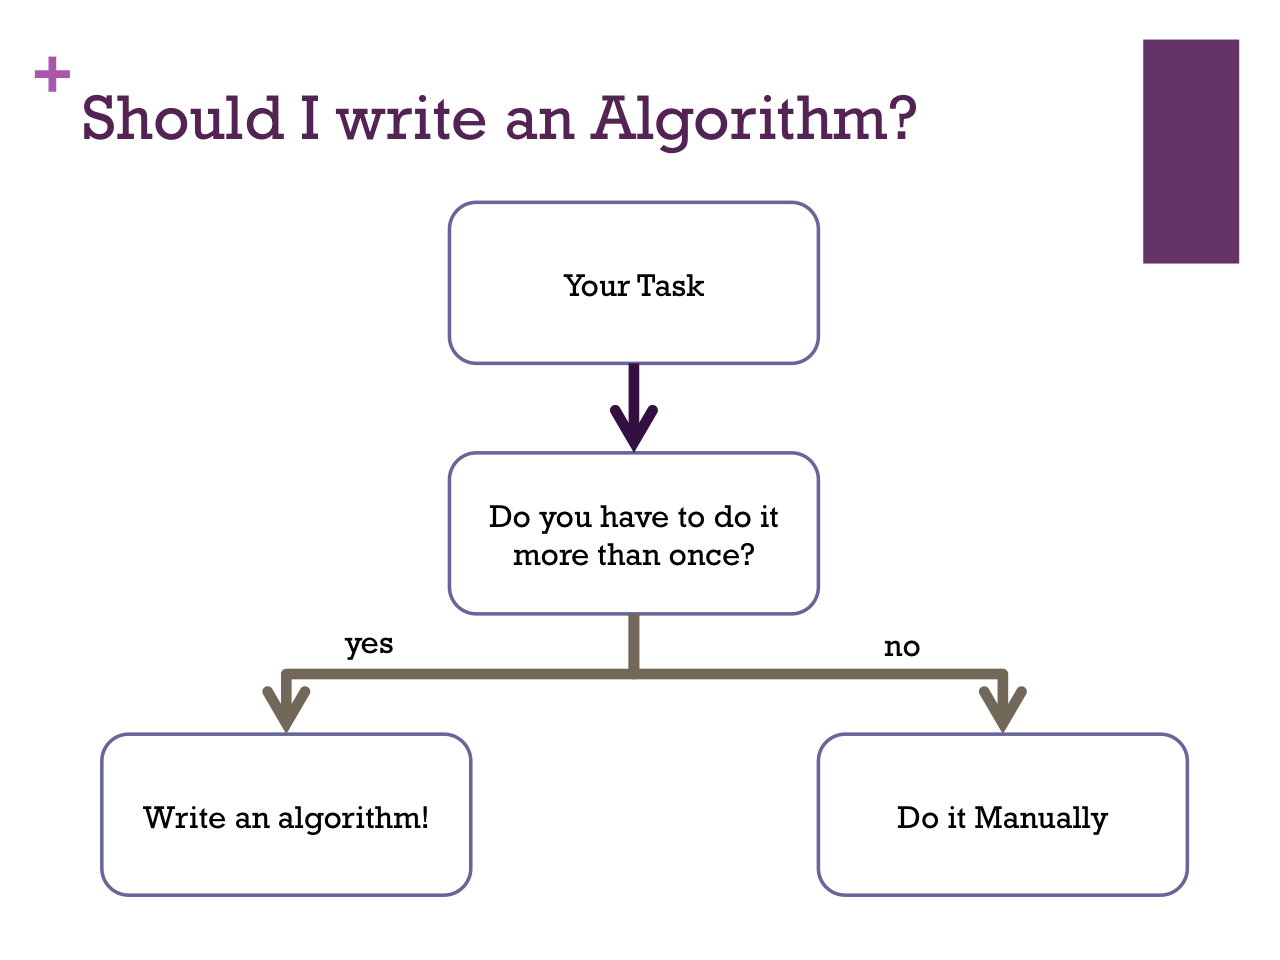 +
Should I write an Algorithm?
Your Task
Do you have to do it
more than once?
yes
no
Write an algorithm!
Do it Manually